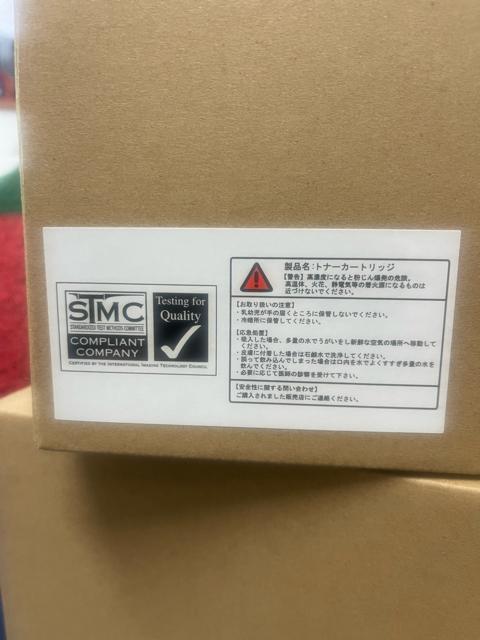 STMC
STANDARDIZED TEST METHODS COMMITTEE
COMPLIANT
COMPANY
Testing for
Quality
CERTIFIED BY THE INTERNATIONAL IMAGING TECHNOLOGY COUNCIL
製品名:トナーカートリッジ
【警告】高濃度になると粉じん爆発の危険。
高温体、火花、静電気等の着火源になるものは
近づけないでください。
【お取り扱いの注意】
・乳幼児が手の届くところに保管しないでください。
・冷暗所に保管してください。
【応急処置】
・吸入した場合、多量の水でうがいをし新鮮な空気の場所へ移動して
ください。
・皮膚に付着した場合は石鹸水で洗浄してください。
・誤って飲み込んでしまった場合は口内を水でよくすすぎ多量の水を
飲んでください。
・必要に応じて医師の診察を受けて下さい。
【安全性に関する問い合わせ】
ご購入されました販売店にご連絡ください。